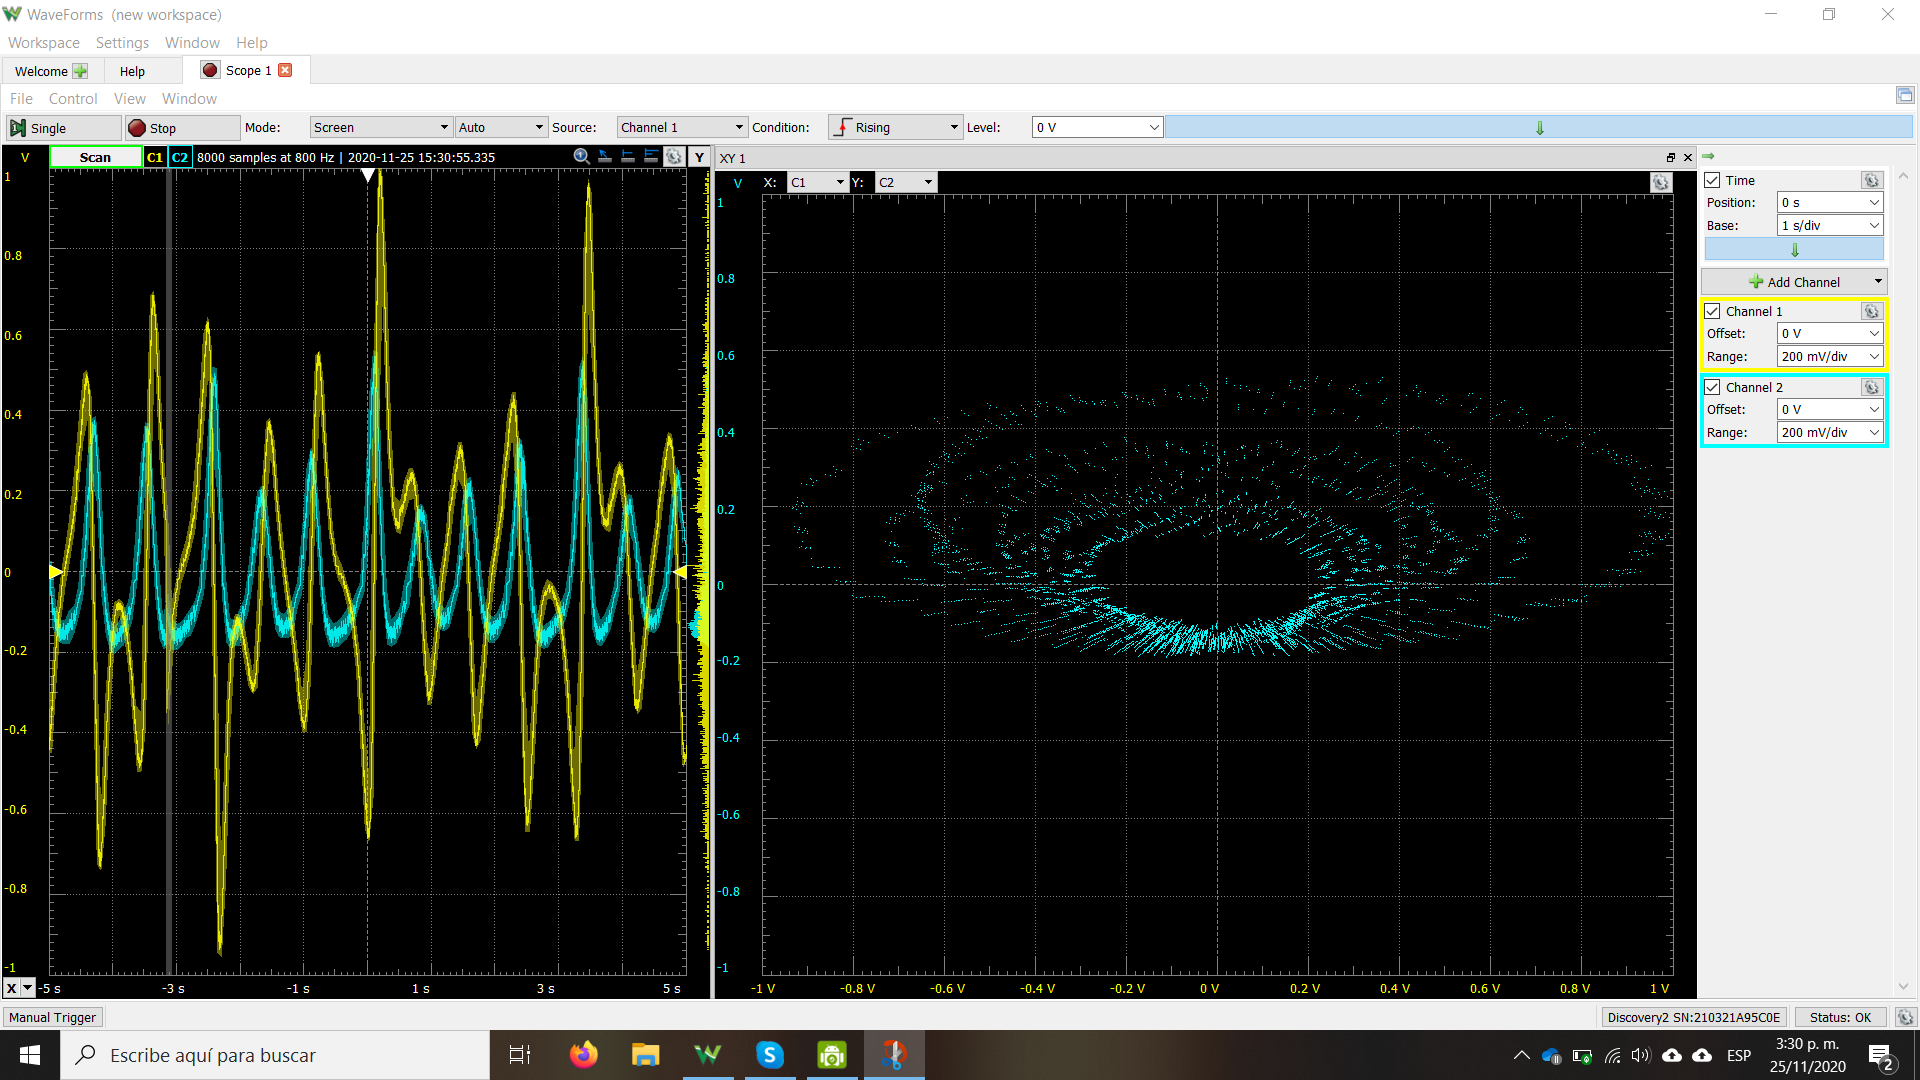 WaveForms (new workspace)
Workspace Settings Window Help
Welcome Help Scope 1
File Control View Window
Single Stop Mode: Screen Auto Source: Channel 1 Condition: Rising Level: 0 V
V Scan C1 C2 8000 samples at 800 Hz | 2020-11-25 15:30:55.335 Y
XY 1
V X: C1 Y: C2
1
0.8
0.6
0.4
0.2
0
-0.2
-0.4
-0.6
-0.8
-1
X -5 s -3 s -1 s 1 s 3 s 5 s
1
0.8
0.6
0.4
0.2
0
-0.2
-0.4
-0.6
-0.8
-1
-1 V -0.8 V -0.6 V -0.4 V -0.2 V 0 V 0.2 V 0.4 V 0.6 V 0.8 V 1 V
Time
Position: 0 s
Base: 1 s/div
Add Channel
Channel 1
Offset: 0 V
Range: 200 mV/div
Channel 2
Offset: 0 V
Range: 200 mV/div
Manual Trigger Discovery2 SN:210321A95C0E Status: OK
Escribe aquí para buscar
ESP
3:30 p. m.
25/11/2020
2